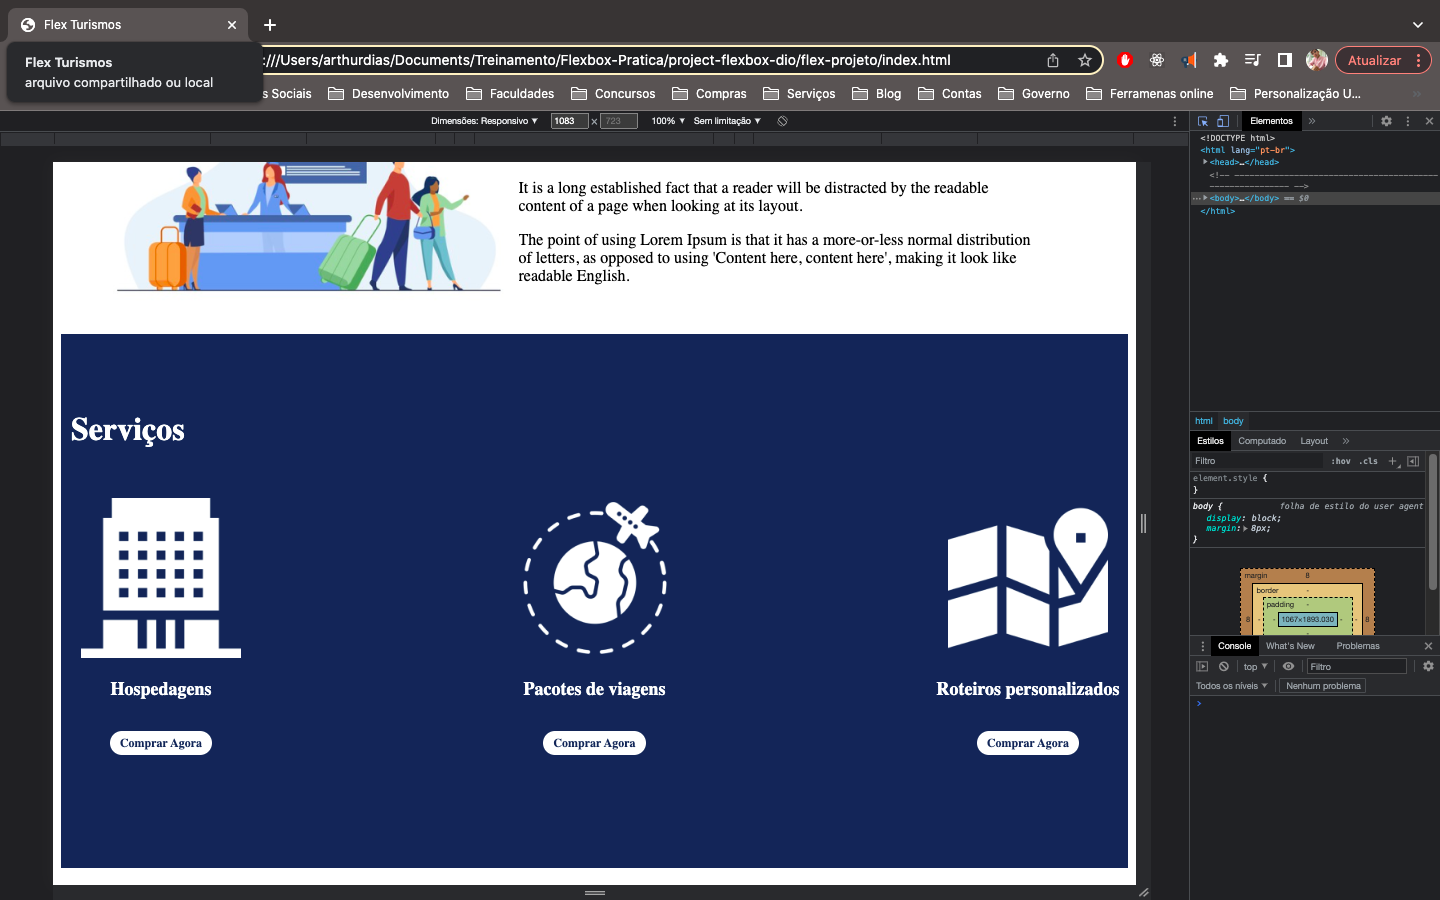 Flex Turismos
Flex Turismos
arquivo compartilhado ou local
:///Users/arthurdias/Documents/Treinamento/Flexbox-Pratica/project-flexbox-dio/flex-projeto/index.html
Atualizar
s Sociais
Desenvolvimento
Faculdades
Concursos
Compras
Serviços
Blog
Contas
Governo
Ferramenas online
Personalização U...
Dimensões: Responsivo
1083 x 723
100%
Sem limitação
Elementos
<!DOCTYPE html>
<html lang="pt-br">
<head>…</head>
<body>…</body> == $0
</html>
It is a long established fact that a reader will be distracted by the readable
content of a page when looking at its layout.
The point of using Lorem Ipsum is that it has a more-or-less normal distribution
of letters, as opposed to using 'Content here, content here', making it look like
readable English.
Serviços
Hospedagens
Pacotes de viagens
Roteiros personalizados
Comprar Agora
Comprar Agora
Comprar Agora
html body
Estilos Computado Layout
Filtro
:hov .cls
element.style {
}
body { folha de estilo do user agent
display: block;
margin: 8px;
}
margin 8
border -
padding -
8 - - 1067×1893.030 - - 8
Console What's New Problemas
top
Filtro
Todos os níveis
Nenhum problema